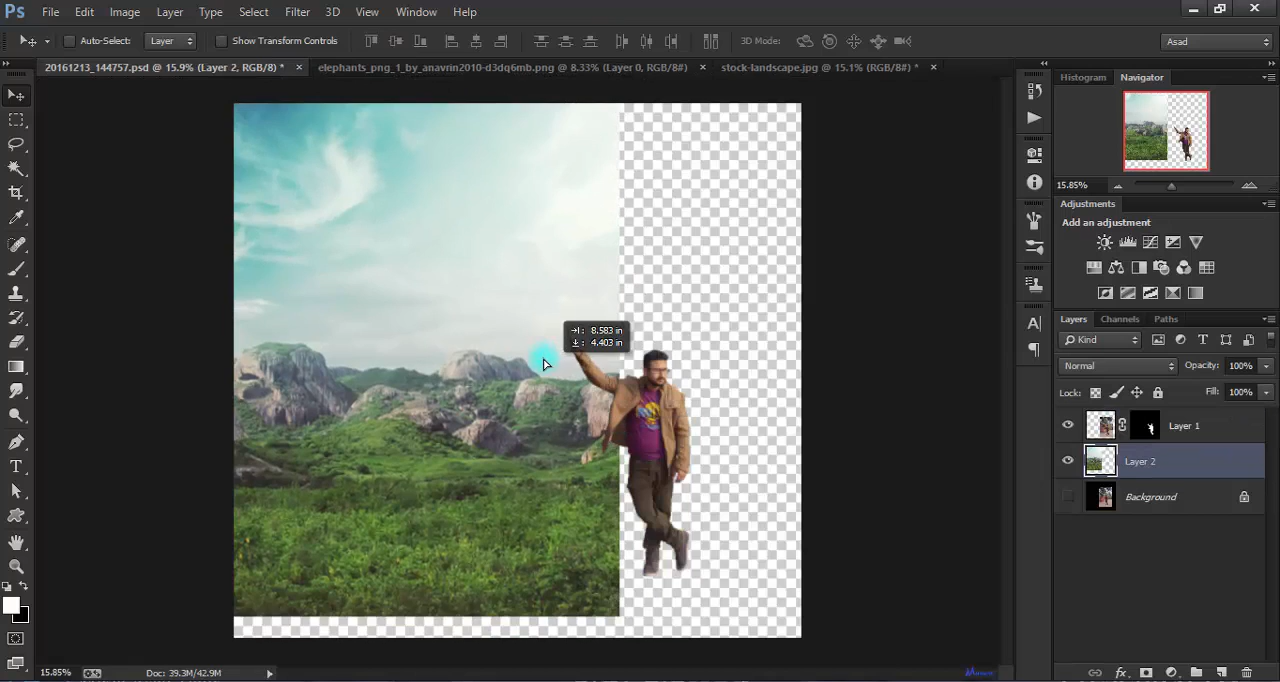 Ps File Edit Image Layer Type Select Filter 3D View Window Help
Auto-Select: Layer Show Transform Controls 3D Mode: Asad
20161213_144757.psd @ 15.9% (Layer 2, RGB/8) * × elephants_png_1_by_anavrin2010-d3dq6mb.png @ 8.33% (Layer 0, RGB/8#) × stock-landscape.jpg @ 15.1% (RGB/8#) * ×
Histogram Navigator
15.85%
Adjustments
Add an adjustment
Layers Channels Paths
Kind
Normal Opacity: 100%
Lock: Fill: 100%
Layer 1
Layer 2
Background
8.583 in
4.403 in
15.85% Doc: 39.3M/42.9M